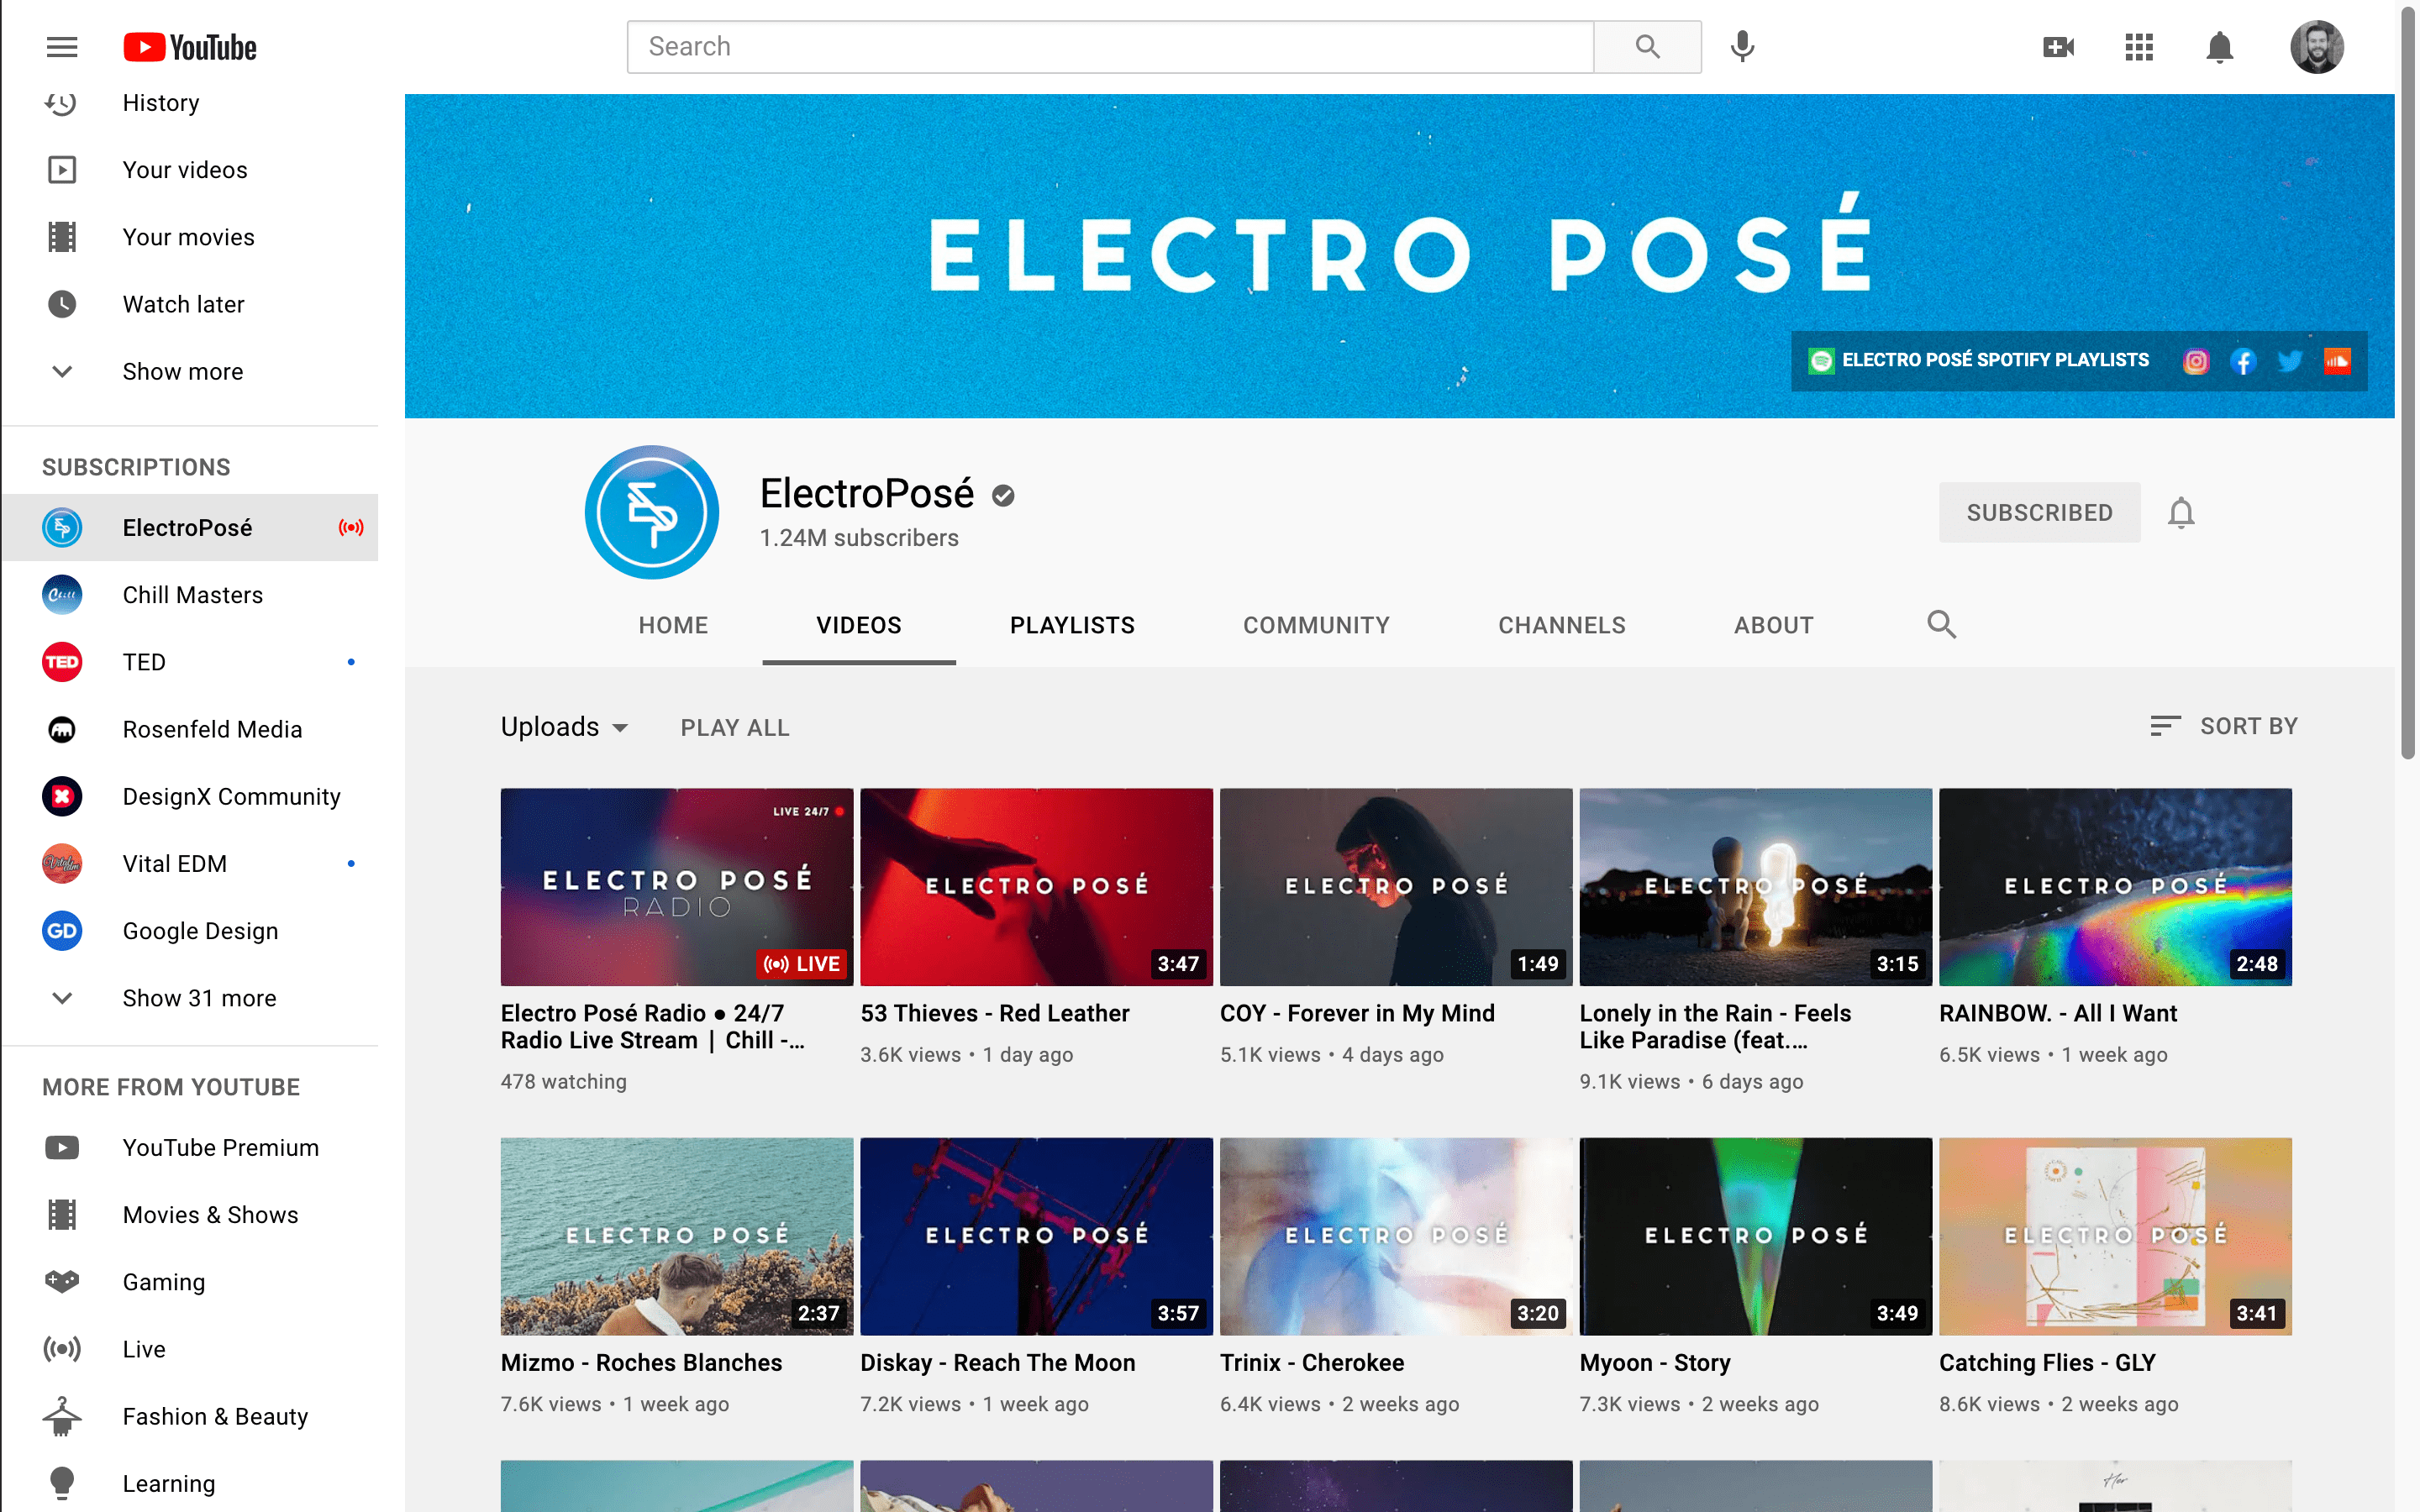 YouTube
Search
History
Your videos
Your movies
Watch later
Show more
SUBSCRIPTIONS
ElectroPosé
Chill Masters
TED
TED
Rosenfeld Media
DesignX Community
Vital EDM
GD
Google Design
Show 31 more
MORE FROM YOUTUBE
YouTube Premium
Movies & Shows
Gaming
Live
Fashion & Beauty
Learning
ELECTRO POSÉ
ELECTRO POSÉ SPOTIFY PLAYLISTS
ElectroPosé
1.24M subscribers
SUBSCRIBED
HOME VIDEOS PLAYLISTS COMMUNITY CHANNELS ABOUT
Uploads PLAY ALL SORT BY
LIVE 24/7
ELECTRO POSÉ
RADIO
LIVE
Electro Posé Radio ● 24/7
Radio Live Stream | Chill -...
478 watching
ELECTRO POSÉ
3:47
53 Thieves - Red Leather
3.6K views • 1 day ago
ELECTRO POSÉ
1:49
COY - Forever in My Mind
5.1K views • 4 days ago
ELECTRO POSÉ
3:15
Lonely in the Rain - Feels
Like Paradise (feat....
9.1K views • 6 days ago
ELECTRO POSÉ
2:48
RAINBOW. - All I Want
6.5K views • 1 week ago
ELECTRO POSÉ
2:37
Mizmo - Roches Blanches
7.6K views • 1 week ago
ELECTRO POSÉ
3:57
Diskay - Reach The Moon
7.2K views • 1 week ago
ELECTRO POSÉ
3:20
Trinix - Cherokee
6.4K views • 2 weeks ago
ELECTRO POSÉ
3:49
Myoon - Story
7.3K views • 2 weeks ago
ELECTRO POSÉ
3:41
Catching Flies - GLY
8.6K views • 2 weeks ago
Her